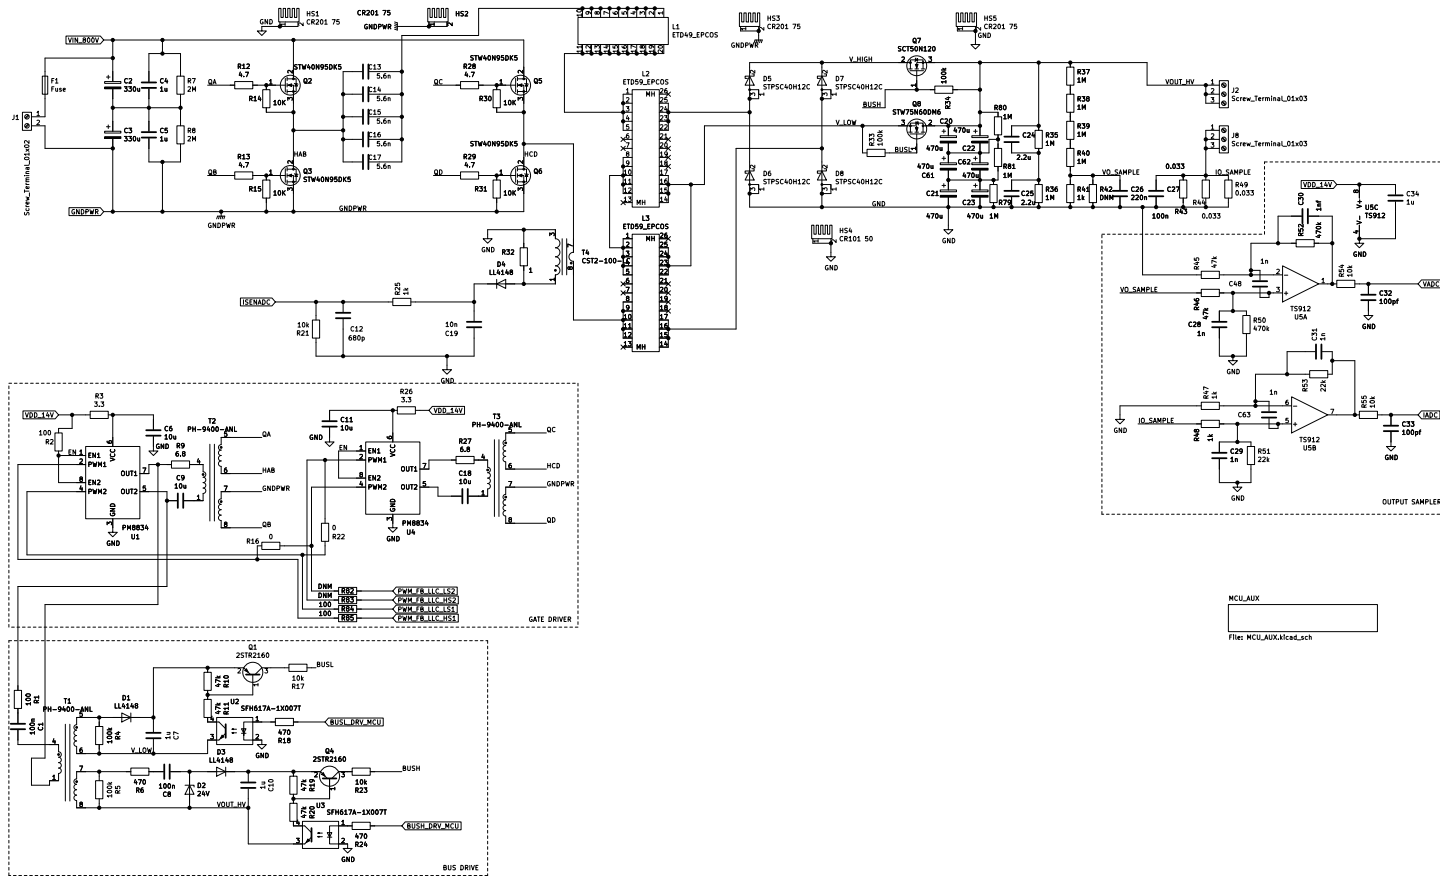 HS1
CR201 75
GND
CR201 75
GNDPWR
HS2
L1
ETD49_EPCOS
HS3
CR201 75
GNDPWR
HS5
CR201 75
GND
VIN_800V
F1
Fuse
J1
Screw_Terminal_01x02
C2
330u
C4
1u
R7
2M
C3
330u
C5
1u
R8
2M
GNDPWR
QA
R12
4.7
R14
10K
STW40N95DK5
Q2
QB
R13
4.7
R15
10K
HAB
Q3
STW40N95DK5
GNDPWR
GNDPWR
C13
5.6n
C14
5.6n
C15
5.6n
C16
5.6n
C17
5.6n
QC
R28
4.7
R30
10K
STW40N95DK5
Q5
STW40N95DK5
HCD
QD
R29
4.7
R31
10K
Q6
L2
ETD59_EPCOS
MH
MH
L3
ETD59_EPCOS
MH
MH
D5
STPSC40H12C
D7
STPSC40H12C
D6
STPSC40H12C
D8
STPSC40H12C
V_HIGH
Q7
SCT50N120
BUSH
100k
R34
Q8
STW75N60DM6
V_LOW
R33
100k
BUSL
C20
470u
470u
C22
R80
1M
C24
2.2u
R35
1M
470u
C61
C62
470u
R81
1M
C21
470u
C23
470u
R79
1M
C25
2.2u
R36
1M
GND
GND
R37
1M
R38
1M
R39
1M
R40
1M
R41
1k
R42
DNM
VO_SAMPLE
C26
220n
C27
100n
R43
0.033
R44
0.033
IO_SAMPLE
R49
0.033
VOUT_HV
J2
Screw_Terminal_01x03
J8
Screw_Terminal_01x03
HS4
CR101 50
GND
GND
R32
1
D4
LL4148
T4
CST2-100-
ISENADC
R25
1k
10k
R21
C12
680p
10n
C19
GND
VDD_14V
U5C
TS912
C34
1u
GND
C30
1nf
R52
470k
R45
47k
1n
C48
VO_SAMPLE
R46
47k
C28
1n
R50
470k
GND
TS912
U5A
R54
10k
C32
100pf
GND
VADC
C31
1n
R53
22k
R47
1k
1n
C63
GND
IO_SAMPLE
R48
1k
C29
1n
R51
22k
GND
TS912
U5B
R55
10k
C33
100pf
GND
IADC
OUTPUT SAMPLER
VDD_14V
R3
3.3
100
R2
EN
EN1
PWM1
EN2
PWM2
VCC
OUT1
OUT2
GND
GND
PM8834
U1
C6
10u
GND
R9
6.8
C9
10u
T2
PH-9400-ANL
QA
HAB
GNDPWR
QB
R26
3.3
VDD_14V
C11
10u
GND
EN
EN1
PWM1
EN2
PWM2
VCC
OUT1
OUT2
GND
GND
PM8834
U4
R27
6.8
C18
10u
T3
PH-9400-ANL
QC
HCD
GNDPWR
QD
R16
0
0
R22
DNM
R82
PWM_FB_LLC_LS2
DNM
R83
PWM_FB_LLC_HS2
100
R84
PWM_FB_LLC_LS1
100
R85
PWM_FB_LLC_HS1
GATE DRIVER
MCU_AUX
File: MCU_AUX.kicad_sch
Q1
2STR2160
BUSL
10k
R17
47k
R10
47k
R11
U2
SFH617A-1X007T
BUSL_DRV_MCU
470
R18
GND
100
R1
100n
C1
T1
PH-9400-ANL
D1
LL4148
100k
R4
1u
C7
V_LOW
D3
LL4148
Q4
2STR2160
BUSH
10k
R23
100k
R5
470
R6
100n
C8
D2
24V
1u
C10
VOUT_HV
47k
R19
47k
R20
U3
SFH617A-1X007T
BUSH_DRV_MCU
470
R24
GND
BUS DRIVE